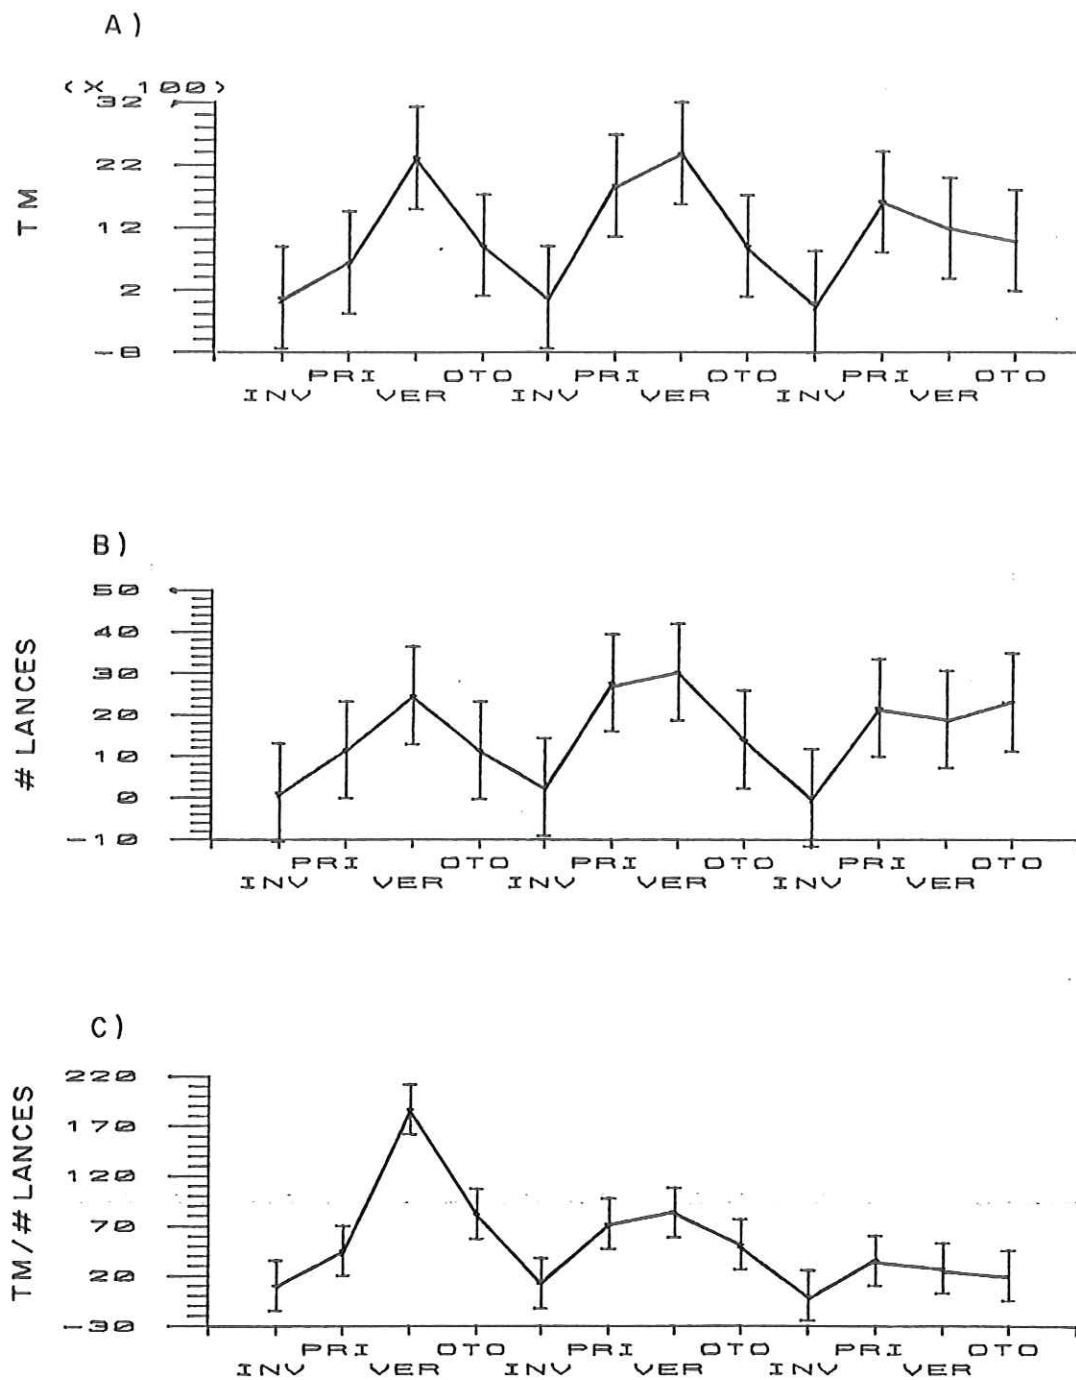 A)
(X 100)
32
22
12
2
-8
TM
PRI OTO PRI OTO PRI OTO
INV VER INV VER INV VER
B)
50
40
30
20
10
0
-10
# LANCES
PRI OTO PRI OTO PRI OTO
INV VER INV VER INV VER
C)
220
170
120
70
20
-30
TM/# LANCES
PRI OTO PRI OTO PRI OTO
INV VER INV VER INV VER